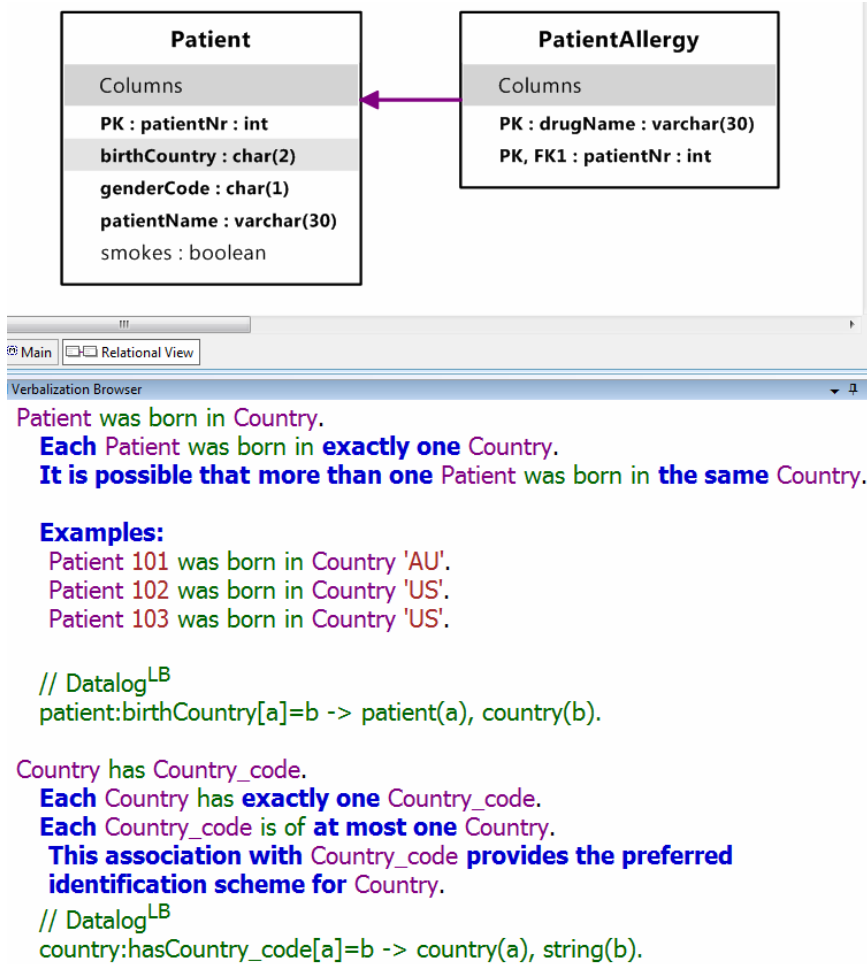 Patient
Columns
PK : patientNr : int
birthCountry : char(2)
genderCode : char(1)
patientName : varchar(30)
smokes : boolean
PatientAllergy
Columns
PK : drugName : varchar(30)
PK, FK1 : patientNr : int
Main
Relational View
Verbalization Browser
Patient was born in Country.
Each Patient was born in exactly one Country.
It is possible that more than one Patient was born in the same Country.
Examples:
Patient 101 was born in Country 'AU'.
Patient 102 was born in Country 'US'.
Patient 103 was born in Country 'US'.
// Datalog^LB
patient:birthCountry[a]=b -> patient(a), country(b).
Country has Country_code.
Each Country has exactly one Country_code.
Each Country_code is of at most one Country.
This association with Country_code provides the preferred
identification scheme for Country.
// Datalog^LB
country:hasCountry_code[a]=b -> country(a), string(b).